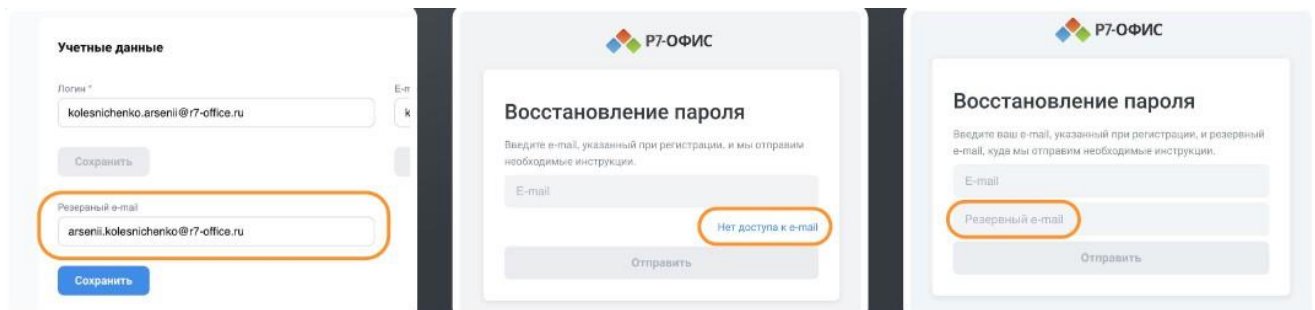 Учетные данные
Логин *
kolesnichenko.arsenii@r7-office.ru
Сохранить
Резервный e-mail
arsenii.kolesnichenko@r7-office.ru
Сохранить
E-m
k
Р7-ОФИС
Восстановление пароля
Введите e-mail, указанный при регистрации, и мы отправим
необходимые инструкции.
E-mail
Нет доступа к e-mail
Отправить
Р7-ОФИС
Восстановление пароля
Введите ваш e-mail, указанный при регистрации, и резервный
e-mail, куда мы отправим необходимые инструкции.
E-mail
Резервный e-mail
Отправить